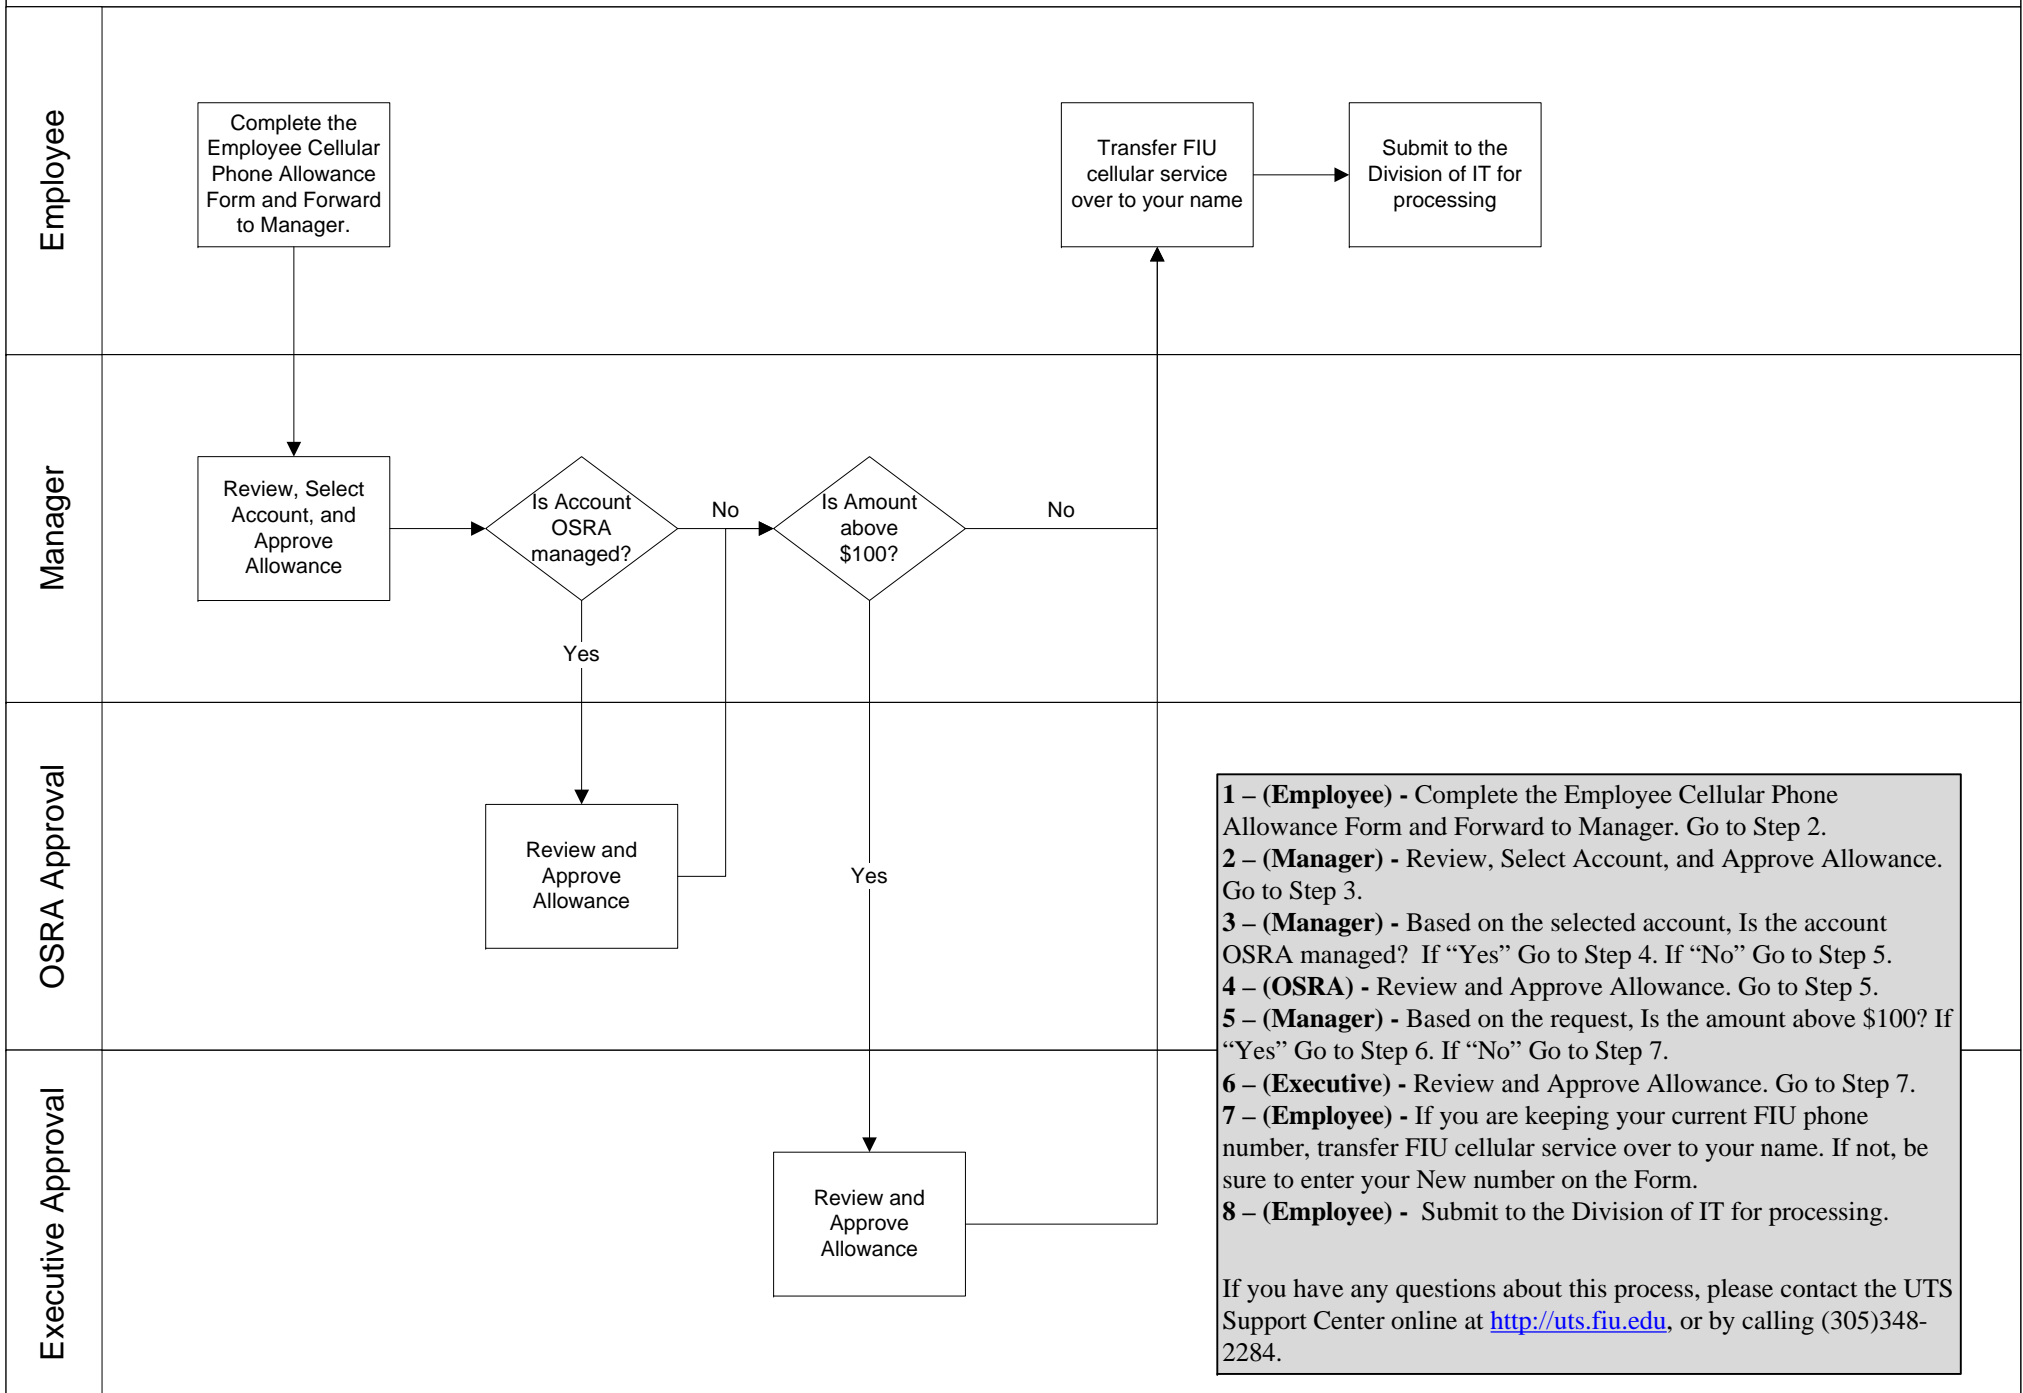 Employee
Complete the
Employee Cellular
Phone Allowance
Form and Forward
to Manager.
Transfer FIU
cellular service
over to your name
Submit to the
Division of IT for
processing
Manager
Review, Select
Account, and
Approve
Allowance
Is Account
OSRA
managed?
No
Is Amount
above
$100?
No
Yes
Yes
OSRA Approval
Review and
Approve
Allowance
Executive Approval
Review and
Approve
Allowance
1 – (Employee) - Complete the Employee Cellular Phone
Allowance Form and Forward to Manager. Go to Step 2.
2 – (Manager) - Review, Select Account, and Approve Allowance.
Go to Step 3.
3 – (Manager) - Based on the selected account, Is the account
OSRA managed?  If “Yes” Go to Step 4. If “No” Go to Step 5.
4 – (OSRA) - Review and Approve Allowance. Go to Step 5.
5 – (Manager) - Based on the request, Is the amount above $100? If
“Yes” Go to Step 6. If “No” Go to Step 7.
6 – (Executive) - Review and Approve Allowance. Go to Step 7.
7 – (Employee) - If you are keeping your current FIU phone
number, transfer FIU cellular service over to your name. If not, be
sure to enter your New number on the Form.
8 – (Employee) -  Submit to the Division of IT for processing.
If you have any questions about this process, please contact the UTS
Support Center online at http://uts.fiu.edu, or by calling (305)348-
2284.